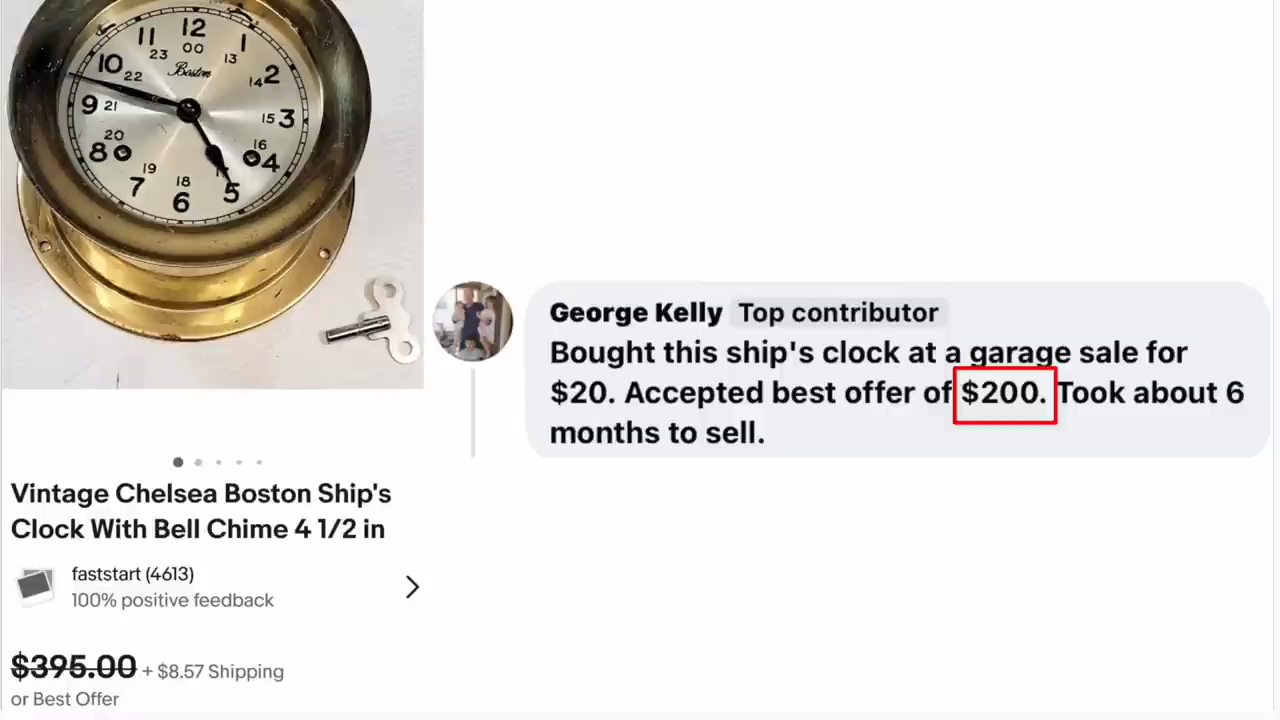 12
11
1
00
23
13
10
Boston
2
22
14
9
21
15
3
20
16
8
4
19
18
7
5
6
George Kelly Top contributor
Bought this ship's clock at a garage sale for
$20. Accepted best offer of $200. Took about 6
months to sell.
Vintage Chelsea Boston Ship's
Clock With Bell Chime 4 1/2 in
faststart (4613)
100% positive feedback
$395.00 + $8.57 Shipping
or Best Offer